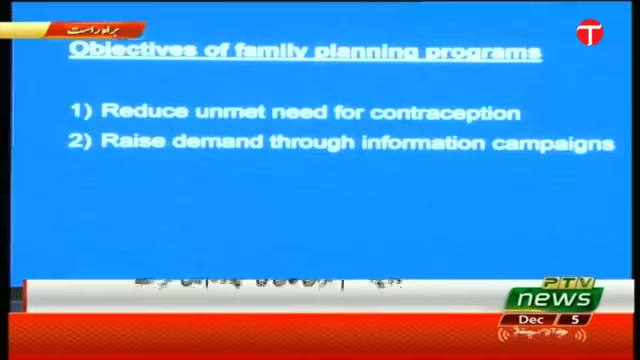 براہ راست
T
Objectives of family planning programs
1) Reduce unmet need for contraception
2) Raise demand through information campaigns
PTV
news
Dec 5